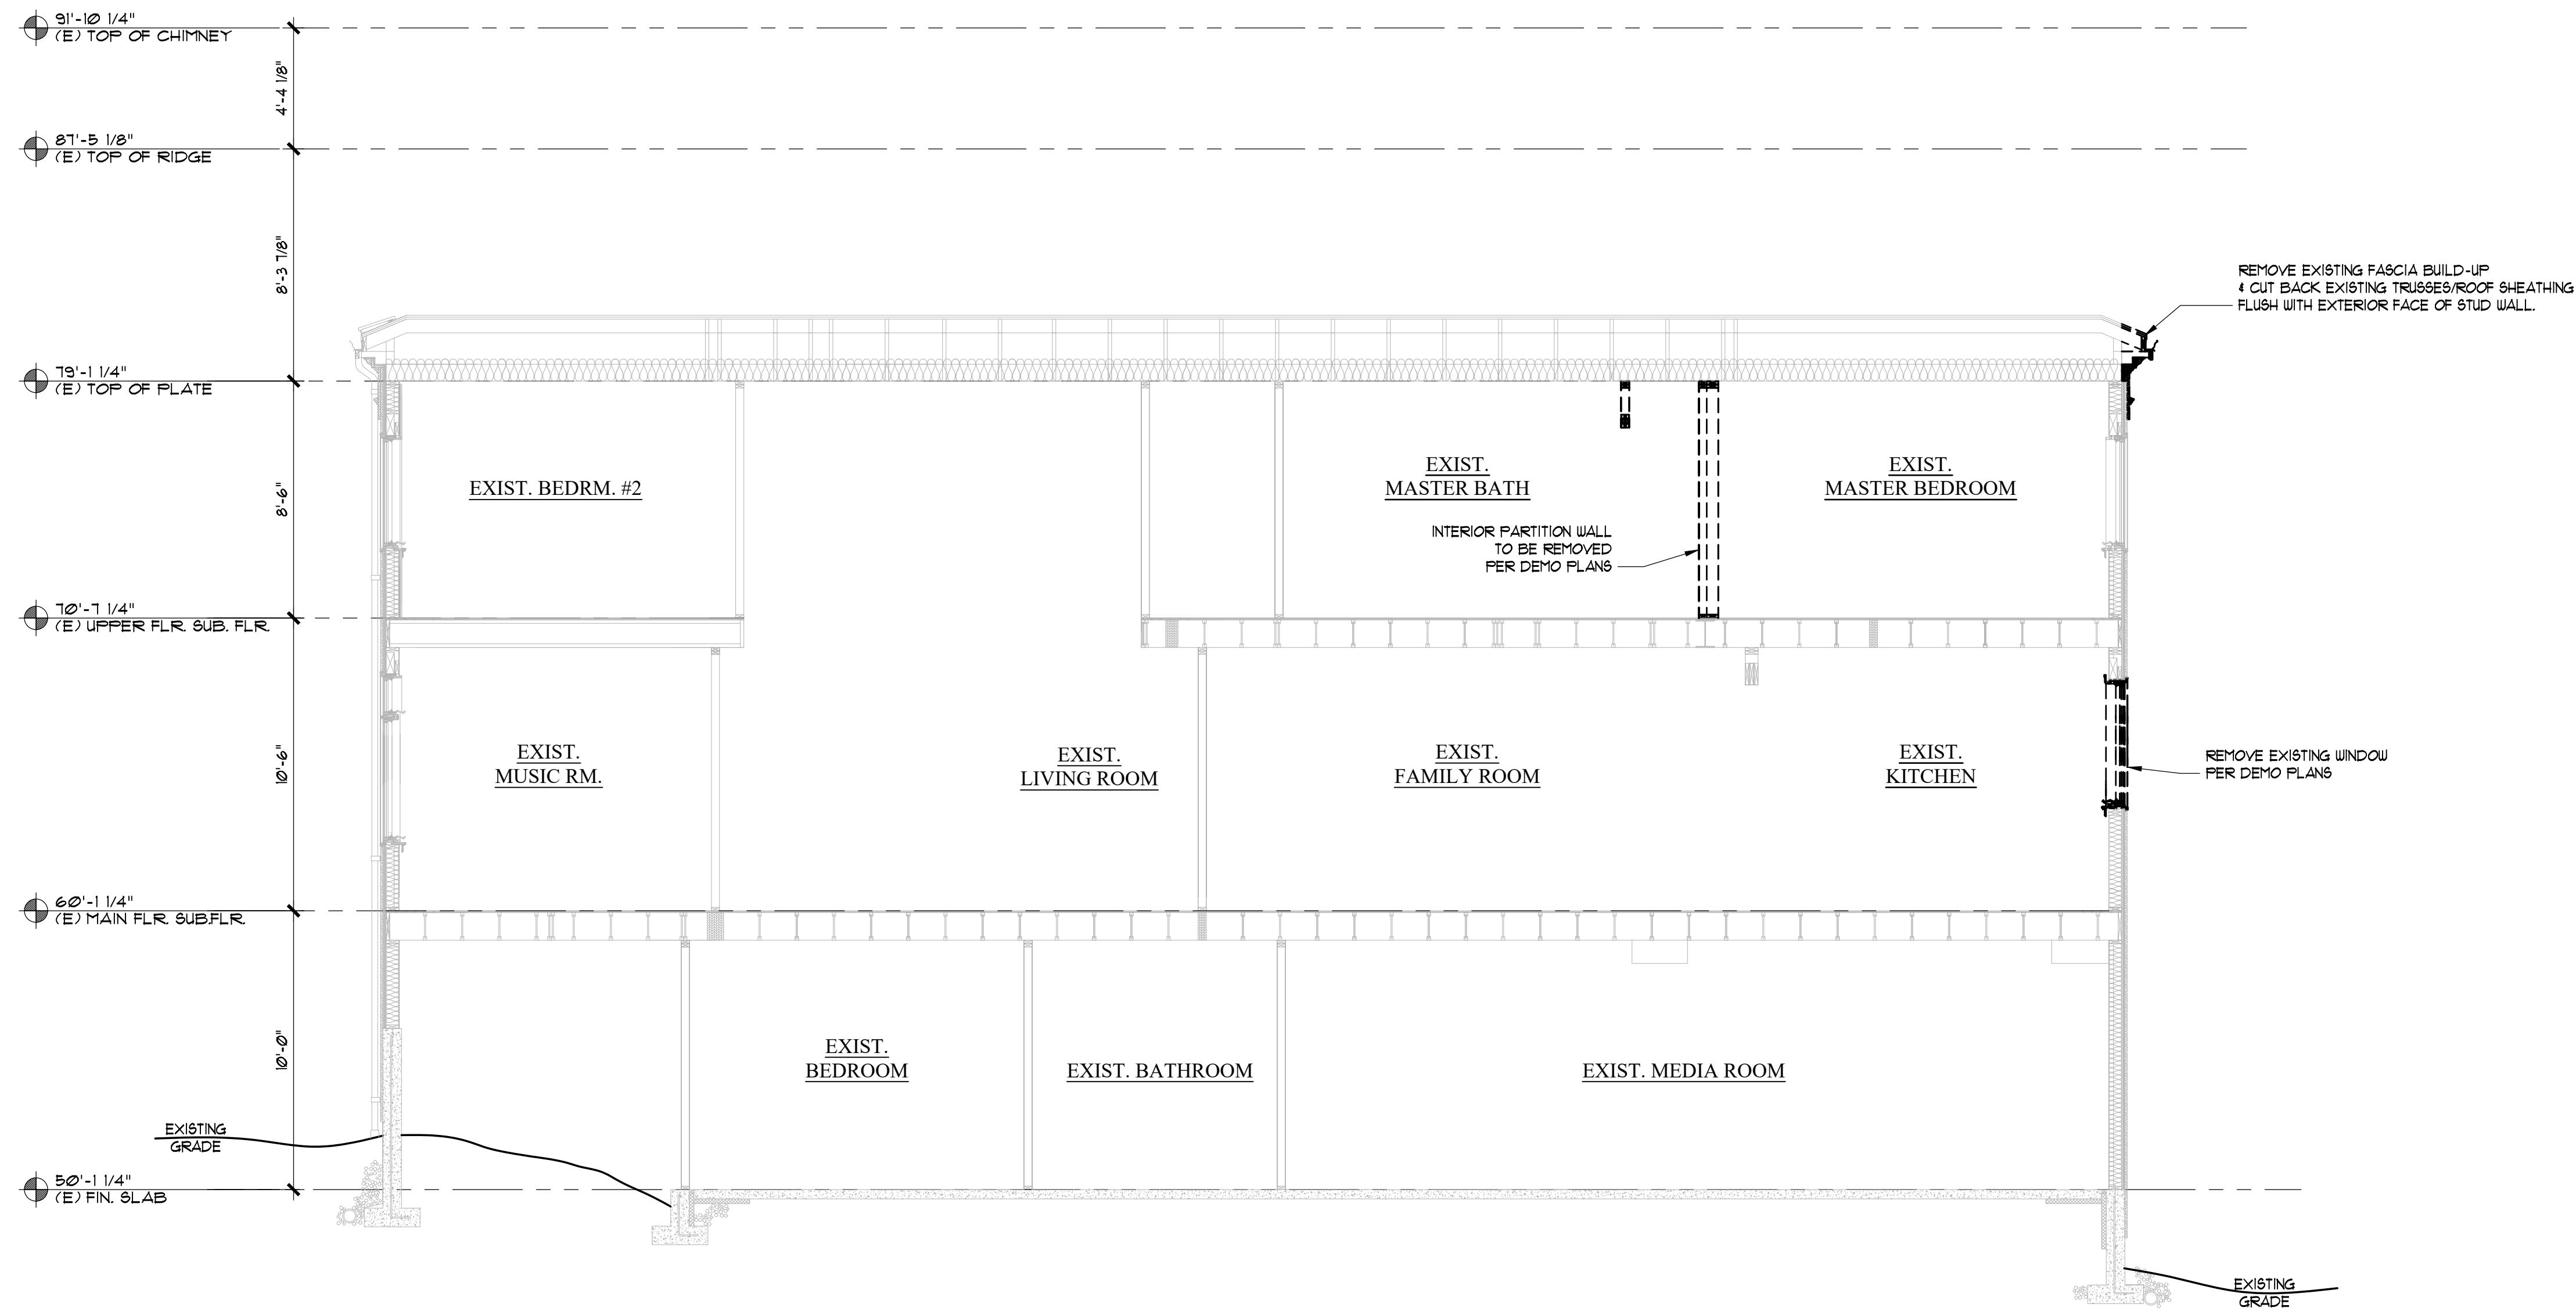 91'-10 1/4"
(E) TOP OF CHIMNEY
4'-4 1/8"
87'-5 1/8"
(E) TOP OF RIDGE
8'-3 7/8"
REMOVE EXISTING FASCIA BUILD-UP
& CUT BACK EXISTING TRUSSES/ROOF SHEATHING
FLUSH WITH EXTERIOR FACE OF STUD WALL.
79'-1 1/4"
(E) TOP OF PLATE
8'-6"
EXIST. BEDRM. #2
EXIST.
MASTER BATH
EXIST.
MASTER BEDROOM
INTERIOR PARTITION WALL
TO BE REMOVED
PER DEMO PLANS
70'-7 1/4"
(E) UPPER FLR. SUB. FLR.
10'-6"
EXIST.
MUSIC RM.
EXIST.
LIVING ROOM
EXIST.
FAMILY ROOM
EXIST.
KITCHEN
REMOVE EXISTING WINDOW
PER DEMO PLANS
60'-1 1/4"
(E) MAIN FLR. SUB.FLR.
10'-0"
EXIST.
BEDROOM
EXIST. BATHROOM
EXIST. MEDIA ROOM
EXISTING
GRADE
50'-1 1/4"
(E) FIN. SLAB
EXISTING
GRADE